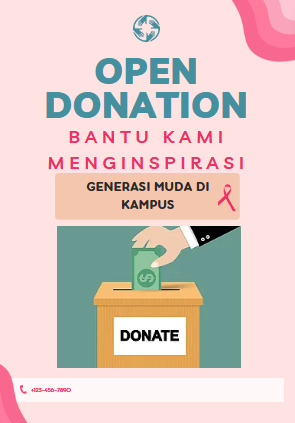 OPEN
DONATION
BANTU KAMI
MENGINSPIRASI
GENERASI MUDA DI
KAMPUS
DONATE
+123-456-7890